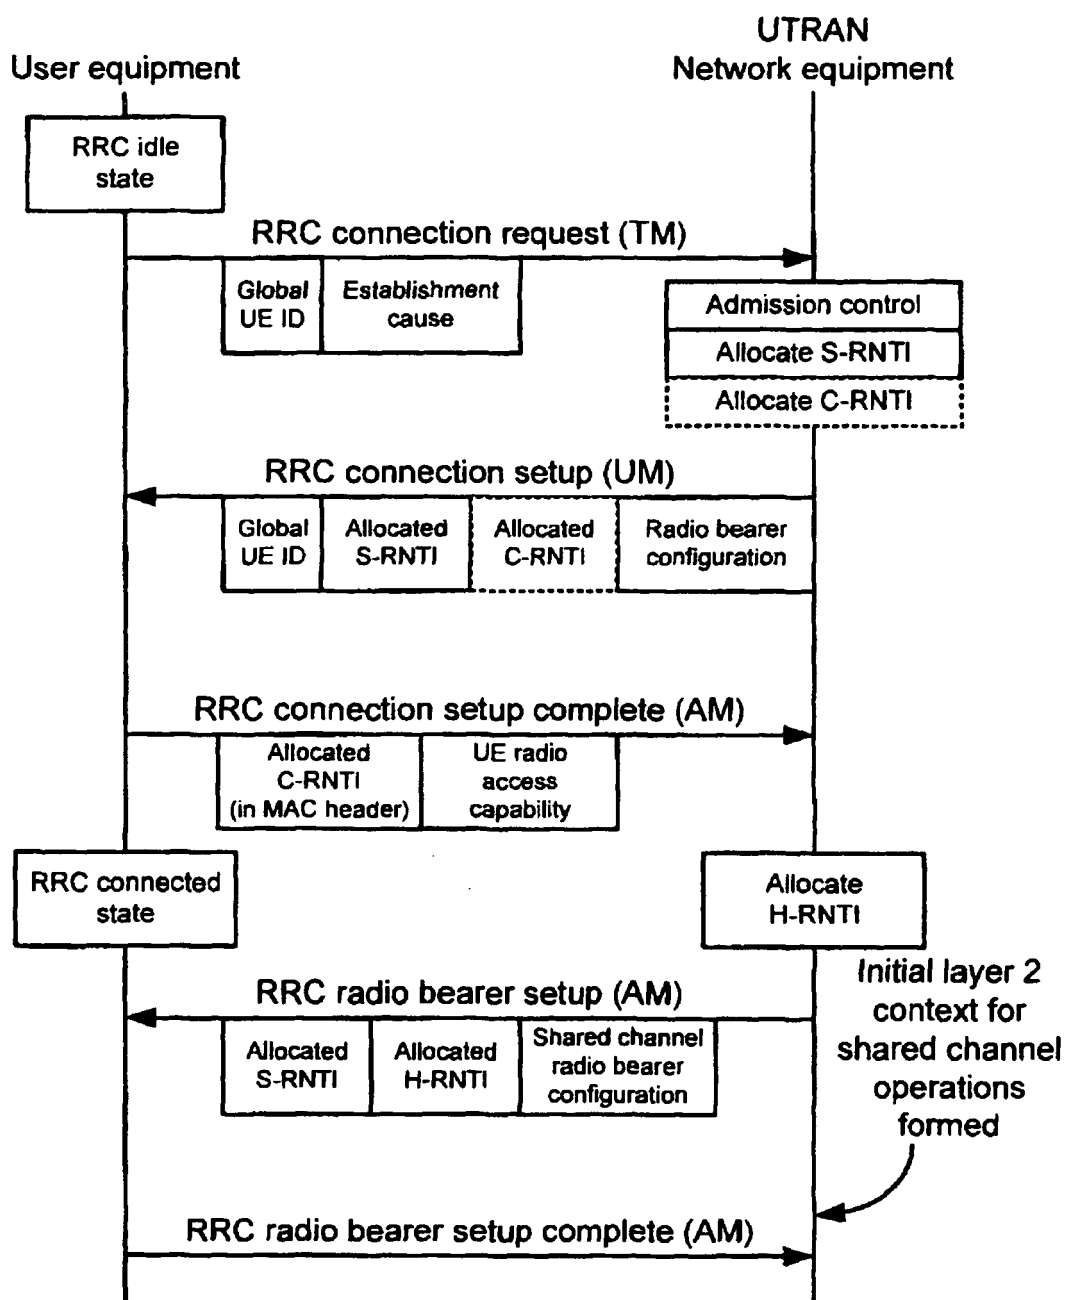 UTRAN
User equipment
Network equipment
RRC idle
state
RRC connection request (TM)
Global
UE ID
Establishment
cause
Admission control
Allocate S-RNTI
Allocate C-RNTI
RRC connection setup (UM)
Global
UE ID
Allocated
S-RNTI
Allocated
C-RNTI
Radio bearer
configuration
RRC connection setup complete (AM)
Allocated
C-RNTI
(in MAC header)
UE radio
access
capability
RRC connected
state
Allocate
H-RNTI
Initial layer 2
context for
shared channel
operations
formed
RRC radio bearer setup (AM)
Allocated
S-RNTI
Allocated
H-RNTI
Shared channel
radio bearer
configuration
RRC radio bearer setup complete (AM)